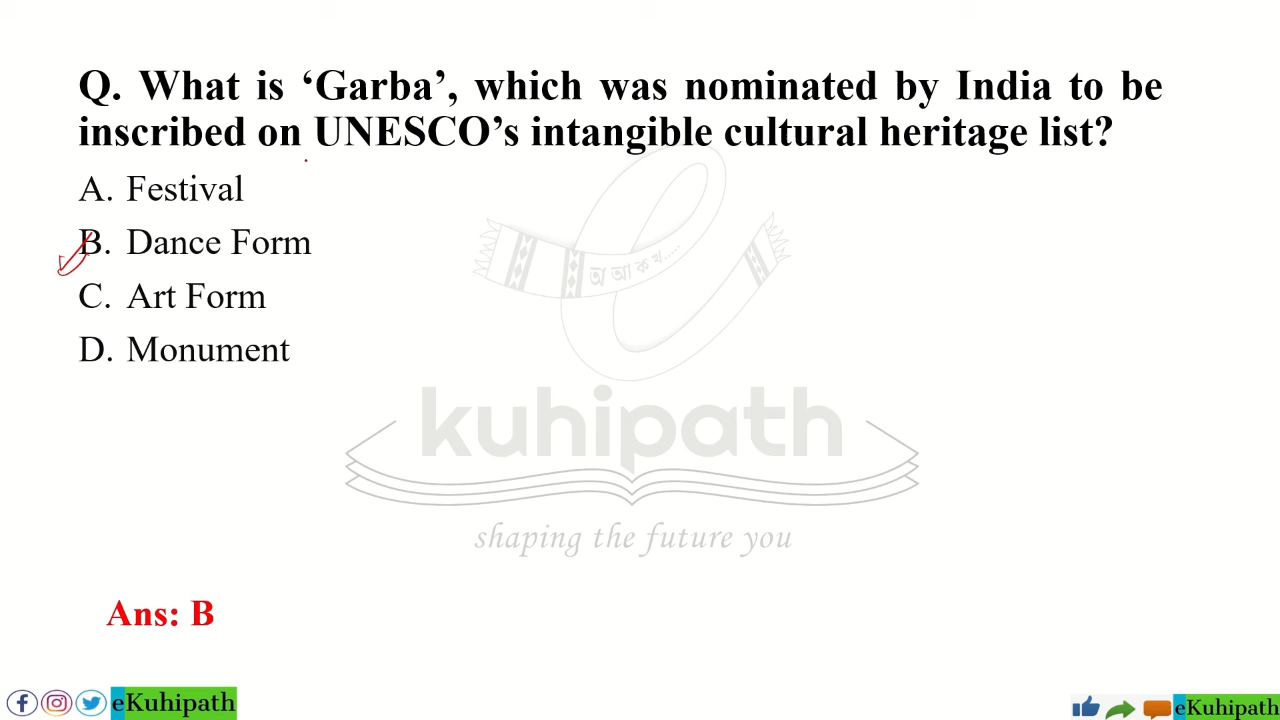 Q. What is ‘Garba’, which was nominated by India to be
inscribed on UNESCO’s intangible cultural heritage list?
A. Festival
B. Dance Form
C. Art Form
D. Monument
অ আ ক খ.....
kuhipath
shaping the future you
Ans: B
eKuhipath
eKuhipath